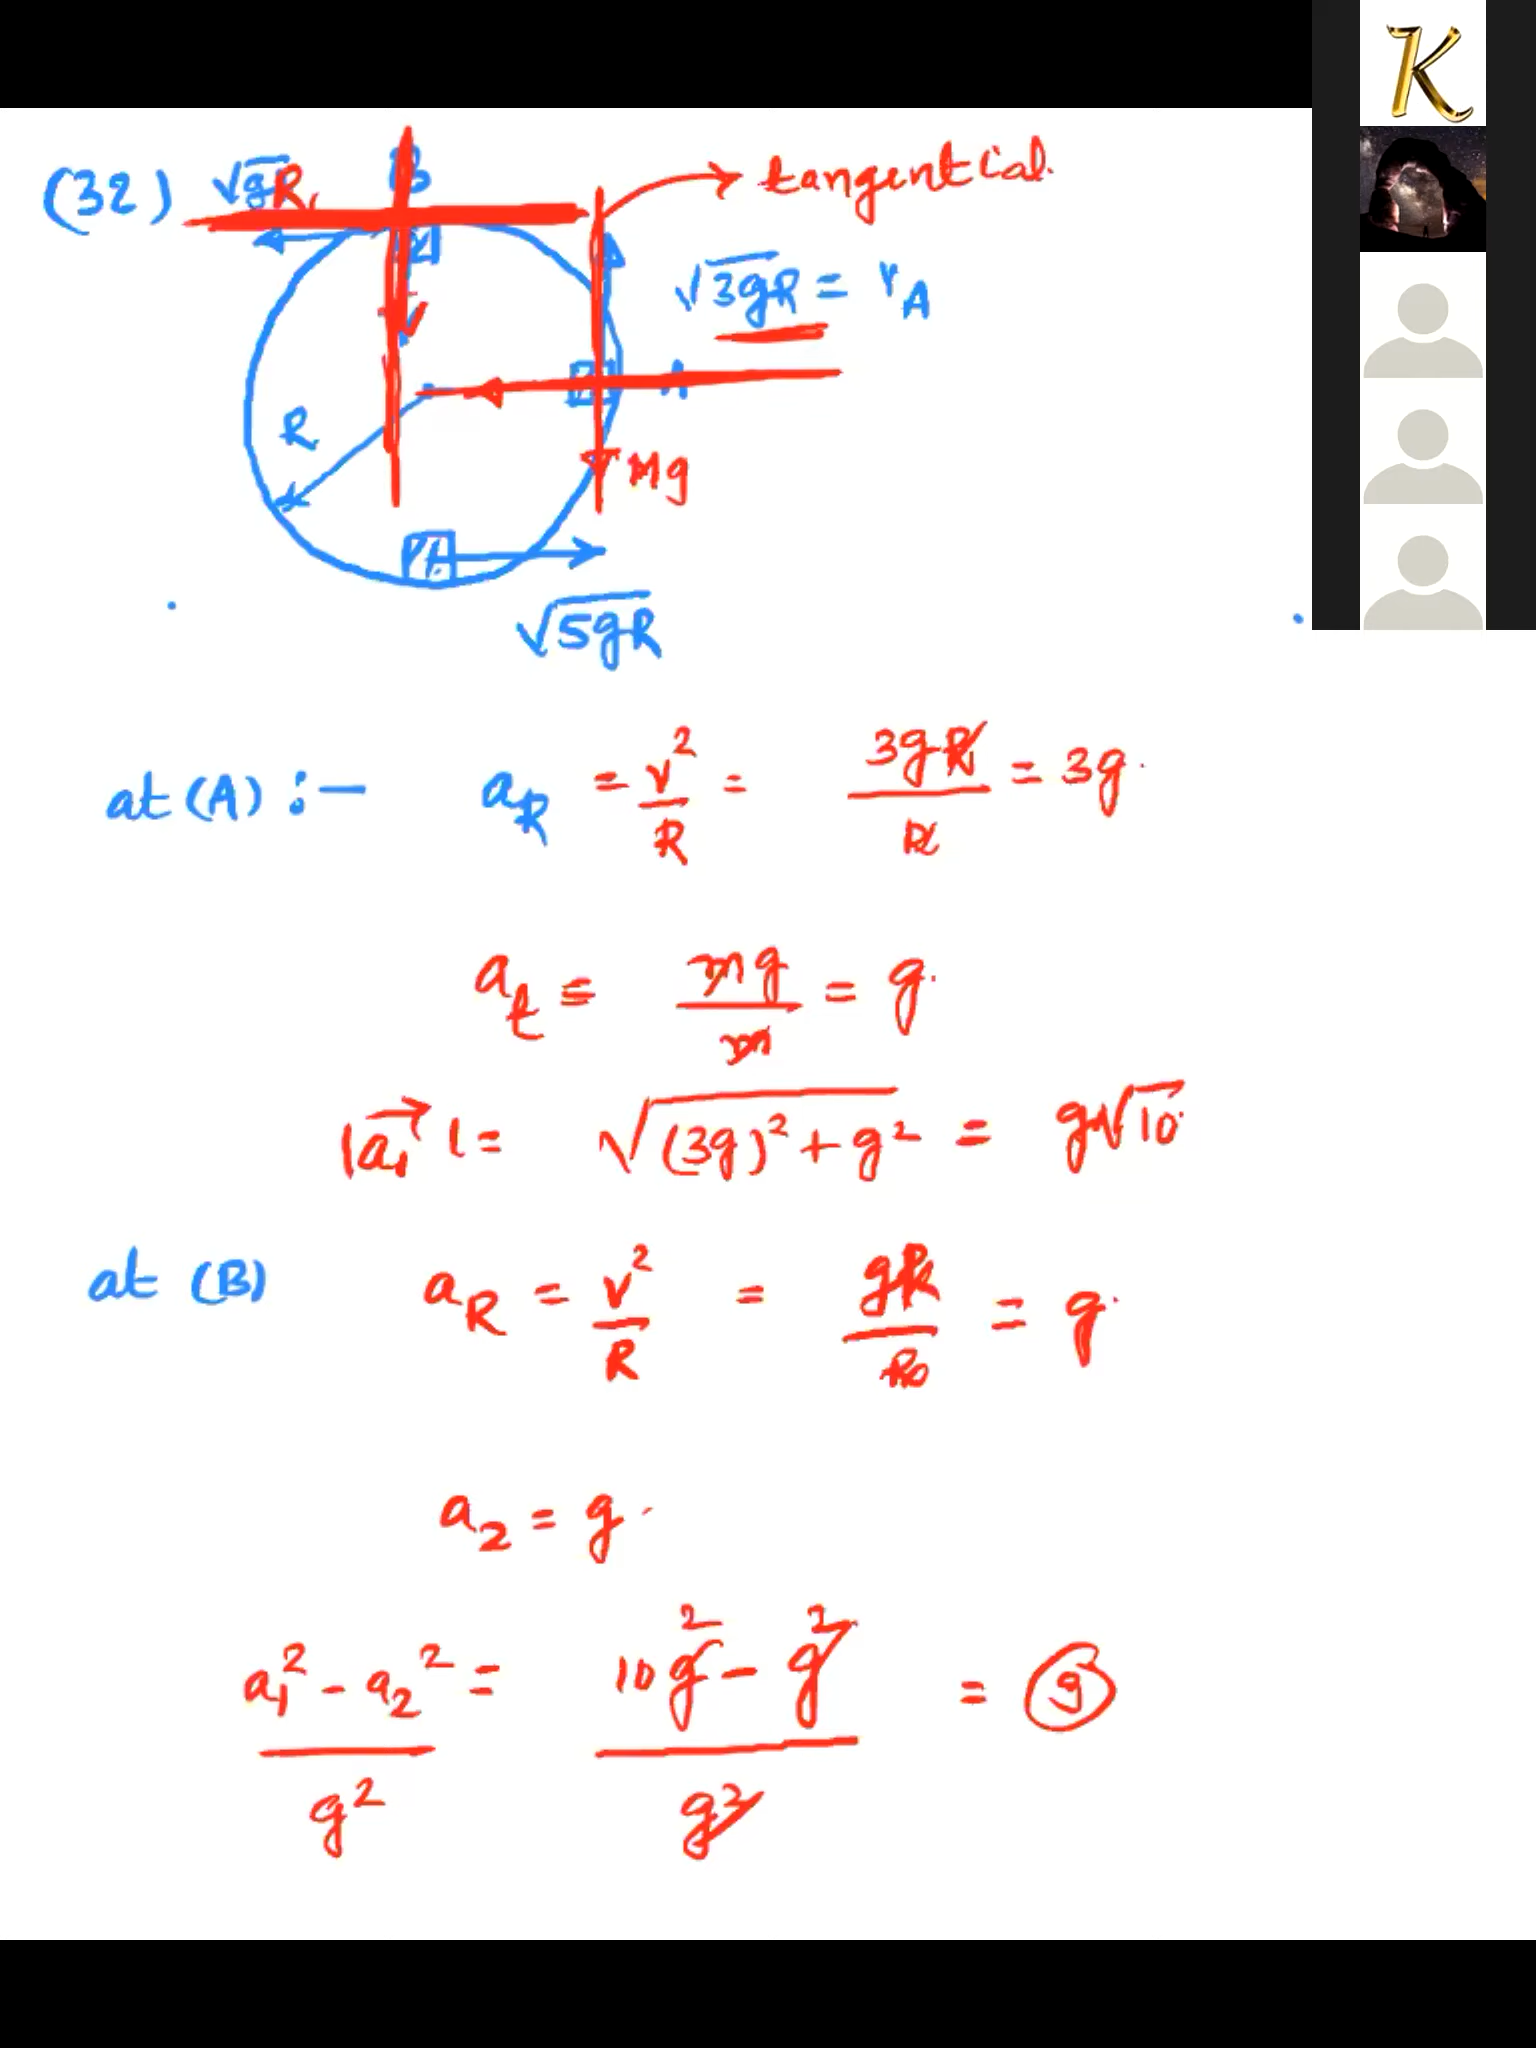 K
(32) √gR, B → tangential.
√3gR = vA
A
R
mg
√5gR
at (A) :- aR = v²/R = 3gR/R = 3g.
at = mg/m = g.
|a₁→| = √((3g)² + g²) = g√10
at (B) aR = v²/R = gR/R = g.
a₂ = g.
(a₁² - a₂²)/g² = (10g² - g²)/g² = 9